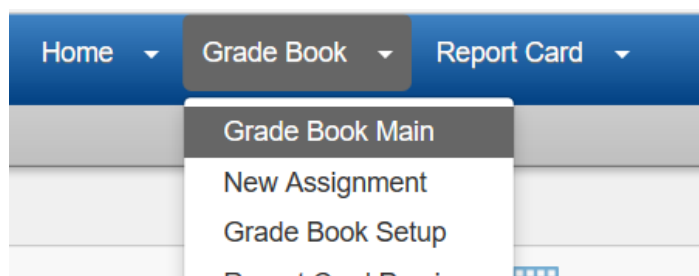 Home Grade Book Report Card
Grade Book Main
New Assignment
Grade Book Setup